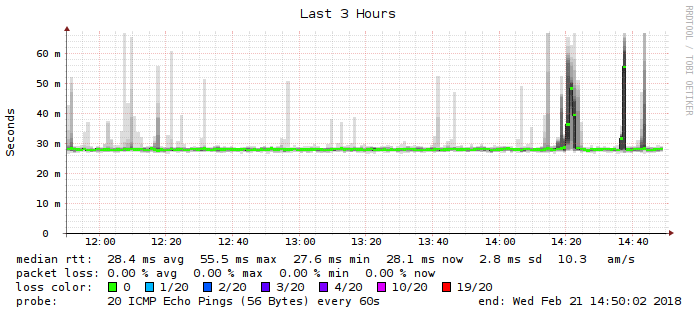 Last 3 Hours
RRDTOOL / TOBI OETIKER
Seconds
60 m
50 m
40 m
30 m
20 m
10 m
0
12:00 12:20 12:40 13:00 13:20 13:40 14:00 14:20 14:40
median rtt: 28.4 ms avg 55.5 ms max 27.6 ms min 28.1 ms now 2.8 ms sd 10.3 am/s
packet loss: 0.00 % avg 0.00 % max 0.00 % min 0.00 % now
loss color: 0 1/20 2/20 3/20 4/20 10/20 19/20
probe: 20 ICMP Echo Pings (56 Bytes) every 60s end: Wed Feb 21 14:50:02 2018